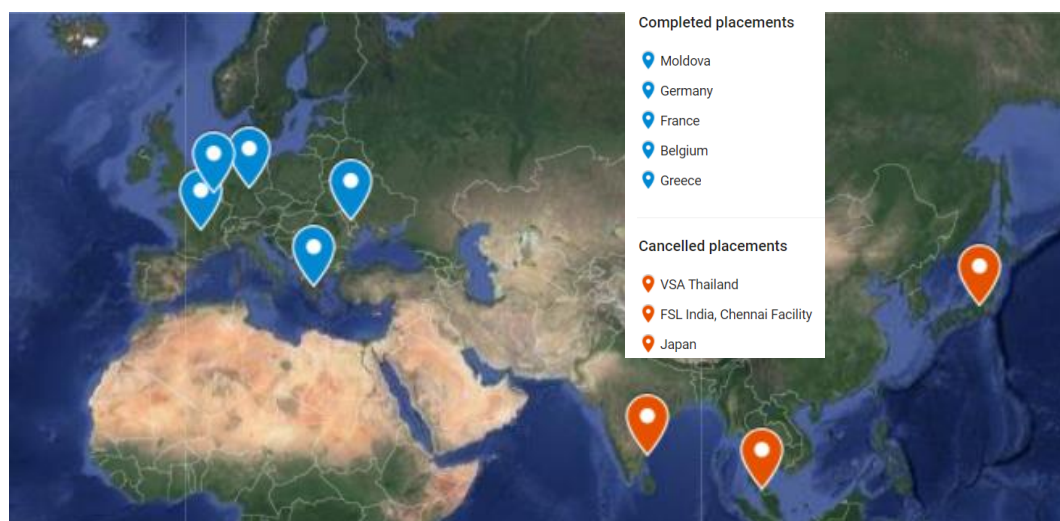 Completed placements
Moldova
Germany
France
Belgium
Greece
Cancelled placements
VSA Thailand
FSL India, Chennai Facility
Japan